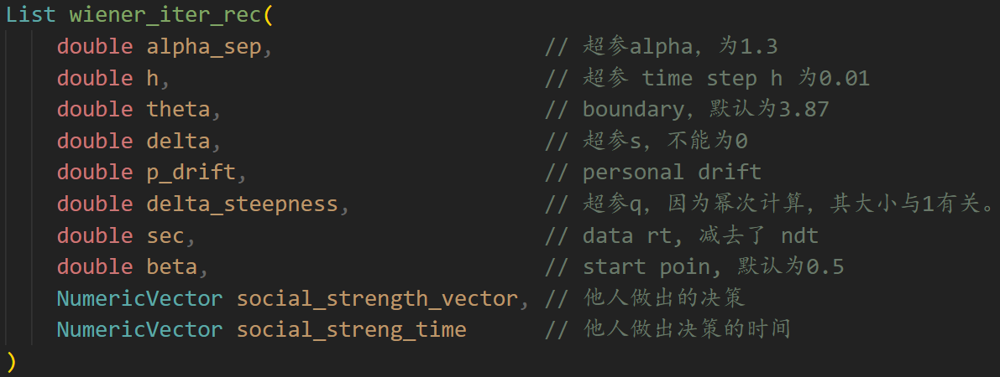 List wiener_iter_rec(
double alpha_sep, // 超参alpha，为1.3
double h, // 超参 time step h 为0.01
double theta, // boundary，默认为3.87
double delta, // 超参s，不能为0
double p_drift, // personal drift
double delta_steepness, // 超参q，因为幂次计算，其大小与1有关。
double sec, // data rt, 减去了 ndt
double beta, // start poin, 默认为0.5
NumericVector social_strength_vector, // 他人做出的决策
NumericVector social_streng_time // 他人做出决策的时间
)